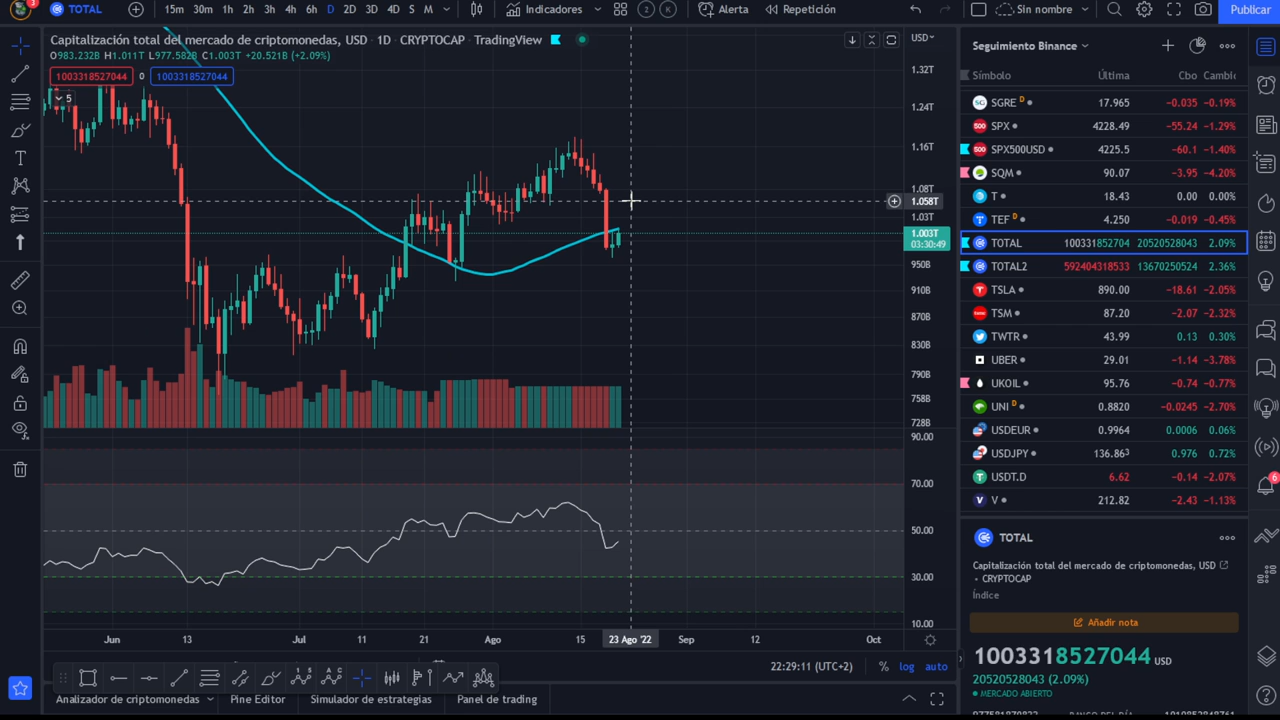 3
TOTAL
15m 30m 1h 2h 3h 4h 6h D 2D 3D 4D S M
Indicadores
2 K
Alerta
Repetición
Sin nombre
Publicar
Capitalización total del mercado de criptomonedas, USD · 1D · CRYPTOCAP · TradingView
O983.232B H1.011T L977.582B C1.003T +20.521B (+2.09%)
1003318527044 0 1003318527044
5
USD
1.32T
1.24T
1.16T
1.08T
1.058T
1.03T
1.003T
03:30:49
950B
910B
870B
830B
790B
758B
728B
90.00
70.00
50.00
30.00
10.00
Jun 13 Jul 11 21 Ago 15 23 Ago '22 Sep 12 Oct
22:29:11 (UTC+2) % log auto
Analizador de criptomonedas Pine Editor Simulador de estrategias Panel de trading
Seguimiento Binance
Símbolo Última Cbo Cambic
SGRE D 17.965 −0.035 −0.19%
SPX 4228.49 −55.24 −1.29%
SPX500USD 4225.5 −60.1 −1.40%
SQM 90.07 −3.95 −4.20%
T 18.43 0.00 0.00%
TEF D 4.250 −0.019 −0.45%
TOTAL 100331852704 20520528043 2.09%
TOTAL2 592404318533 13670250524 2.36%
TSLA 890.00 −18.61 −2.05%
TSM 87.20 −2.07 −2.32%
TWTR 43.99 0.13 0.30%
UBER 29.01 −1.14 −3.78%
UKOIL 95.76 −0.74 −0.77%
UNI D 0.8820 −0.0245 −2.70%
USDEUR 0.9964 0.0006 0.06%
USDJPY 136.863 0.976 0.72%
USDT.D 6.62 −0.14 −2.07%
V 212.82 −2.43 −1.13%
TOTAL
Capitalización total del mercado de criptomonedas, USD
• CRYPTOCAP
Índice
Añadir nota
1003318527044 USD
20520528043 (2.09%)
MERCADO ABIERTO
6